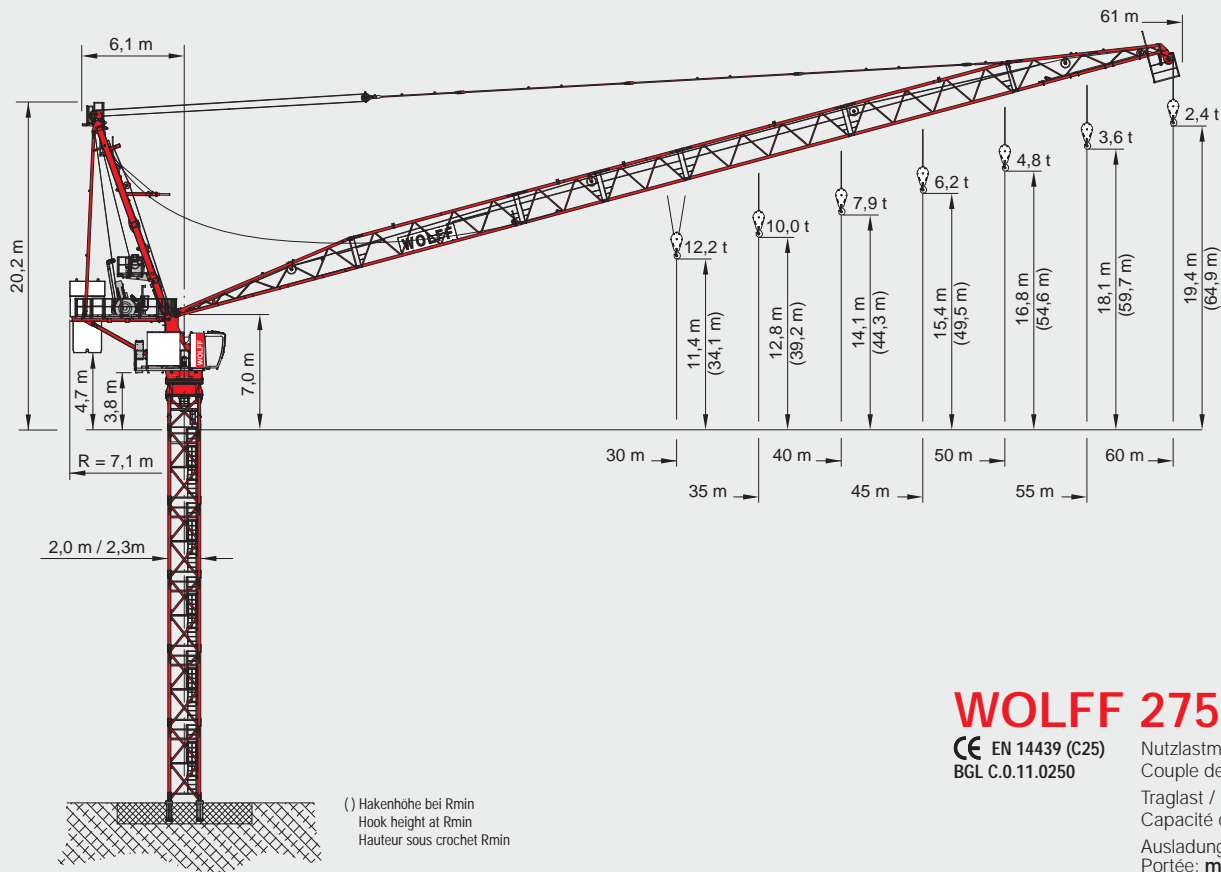 61 m
6,1 m
20,2 m
WOLFF
WOLFF
2,4 t
3,6 t
4,8 t
6,2 t
7,9 t
10,0 t
12,2 t
11,4 m
(34,1 m)
12,8 m
(39,2 m)
14,1 m
(44,3 m)
15,4 m
(49,5 m)
16,8 m
(54,6 m)
18,1 m
(59,7 m)
19,4 m
(64,9 m)
4,7 m
3,8 m
7,0 m
R = 7,1 m
30 m
40 m
50 m
60 m
35 m
45 m
55 m
2,0 m / 2,3m
WOLFF 275
CE EN 14439 (C25)
BGL C.0.11.0250
Nutzlastm
Couple de
Traglast /
Capacité
Ausladung
Portée: m
( ) Hakenhöhe bei Rmin
Hook height at Rmin
Hauteur sous crochet Rmin